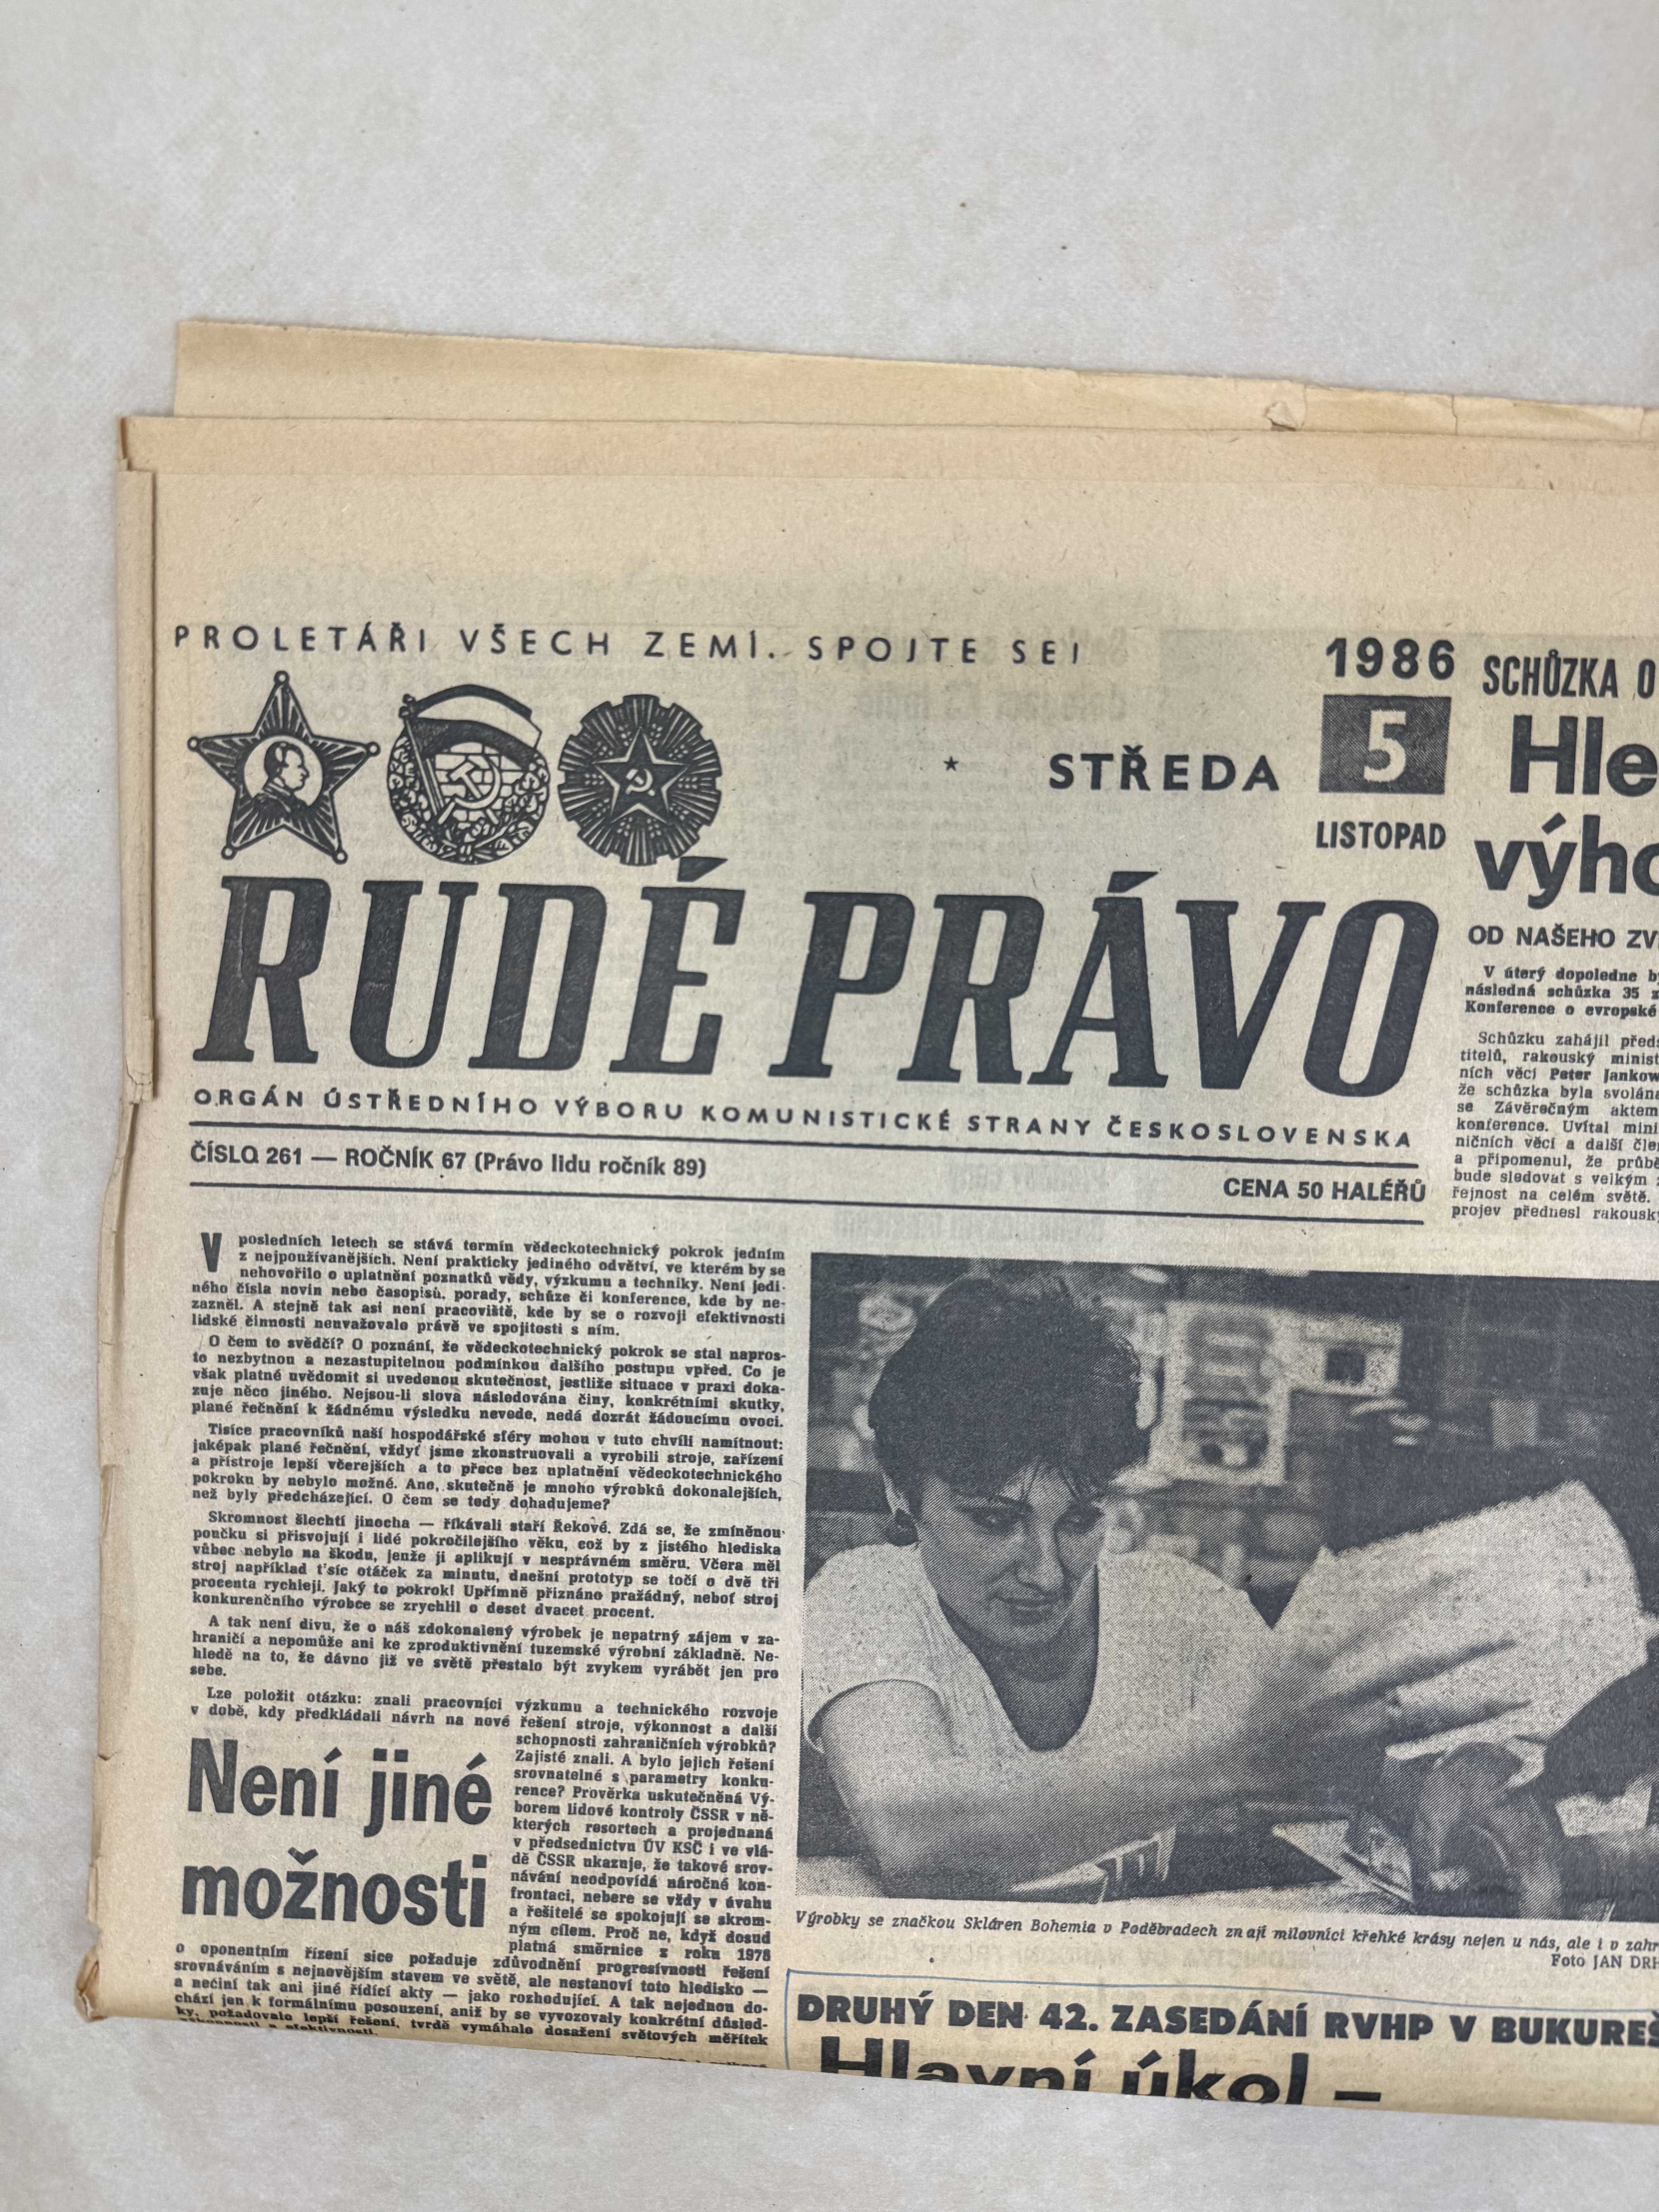 PROLETÁŘI VŠECH ZEMÍ, SPOJTE SE!
★ STŘEDA
1986
5
LISTOPAD
RUDÉ PRÁVO
ORGÁN ÚSTŘEDNÍHO VÝBORU KOMUNISTICKÉ STRANY ČESKOSLOVENSKA
ČÍSLO 261 — ROČNÍK 67 (Právo lidu ročník 89)
CENA 50 HALÉŘŮ
V posledních letech se stává termín vědeckotechnický pokrok jedním
z nejpoužívanějších. Není prakticky jediného odvětví, ve kterém by se
nehovořilo o uplatnění poznatků vědy, výzkumu a techniky. Není jedi-
ného čísla novin nebo časopisů, porady, schůze či konference, kde by ne-
zazněl. A stejně tak asi není pracoviště, kde by se o rozvoji efektivnosti
lidské činnosti neuvažovalo právě ve spojitosti s ním.
O čem to svědčí? O poznání, že vědeckotechnický pokrok se stal napros-
to nezbytnou a nezastupitelnou podmínkou dalšího postupu vpřed. Co je
však platné uvědomit si uvedenou skutečnost, jestliže situace v praxi doka-
zuje něco jiného. Nejsou-li slova následována činy, konkrétními skutky,
plané řečnění k žádnému výsledku nevede, nedá dozrát žádoucímu ovoci.
Tisíce pracovníků naší hospodářské sféry mohou v tuto chvíli namítnout:
jaképak plané řečnění, vždyť jsme zkonstruovali a vyrobili stroje, zařízení
a přístroje lepší včerejších a to přece bez uplatnění vědeckotechnického
pokroku by nebylo možné. Ano, skutečně je mnoho výrobků dokonalejších,
než byly předcházející. O čem se tedy dohadujeme?
Skromnost šlechtí jinocha — říkávali staří Řekové. Zdá se, že zmíněnou
poučku si přisvojují i lidé pokročilejšího věku, což by z jistého hlediska
vůbec nebylo na škodu, jenže ji aplikují v nesprávném směru. Včera měl
stroj například t'síc otáček za minutu, dnešní prototyp se točí o dvě tři
procenta rychleji. Jaký to pokrok! Upřímně přiznáno pražádný, neboť stroj
konkurenčního výrobce se zrychlil o deset dvacet procent.
A tak není divu, že o náš zdokonalený výrobek je nepatrný zájem v za-
hraničí a nepomůže ani ke zproduktivnění tuzemské výrobní základně. Ne-
hledě na to, že dávno již ve světě přestalo být zvykem vyrábět jen pro
sebe.
Lze položit otázku: znali pracovníci výzkumu a technického rozvoje
v době, kdy předkládali návrh na nové řešení stroje, výkonnost a další
schopnosti zahraničních výrobků?
Zajisté znali. A bylo jejich řešení
srovnatelné s parametry konku-
rence? Prověrka uskutečněná Vý-
borem lidové kontroly ČSSR v ně-
kterých resortech a projednaná
v předsednictvu ÚV KSČ i ve vlá-
dě ČSSR ukazuje, že takové srov-
návání neodpovídá náročné kon-
frontaci, nebere se vždy v úvahu
a řešitelé se spokojují se skrom-
ným cílem. Proč ne, když dosud
platná směrnice z roku 1978
Není jiné
možnosti
o oponentním řízení sice požaduje zdůvodnění progresívnosti řešení
srovnáváním s nejnovějším stavem ve světě, ale nestanoví toto hledisko —
a nečiní tak ani jiné řídící akty — jako rozhodující. A tak nejednou do-
chází jen k formálnímu posouzení, aniž by se vyvozovaly konkrétní důsled-
ky, požadovalo lepší řešení, tvrdě vymáhalo dosažení světových měřítek
SCHŮZKA O
Hle
výho
OD NAŠEHO ZV
V úterý dopoledne by
následná schůzka 35 z
Konference o evropské
Schůzku zahájil před
titelů, rakouský minist
ních věcí Peter Jankow
že schůzka byla svolána
se Závěrečným aktem
konference. Uvítal mini
ničních věcí a další čle
a připomenul, že průbě
bude sledovat s velkým
řejnost na celém světě.
projev přednesl rakousk
Výrobky se značkou Skláren Bohemia v Poděbradech znají milovníci křehké krásy nejen u nás, ale i v zahr
Foto JAN DRH
DRUHÝ DEN 42. ZASEDÁNÍ RVHP V BUKUREŠ
Hlavní úkol –